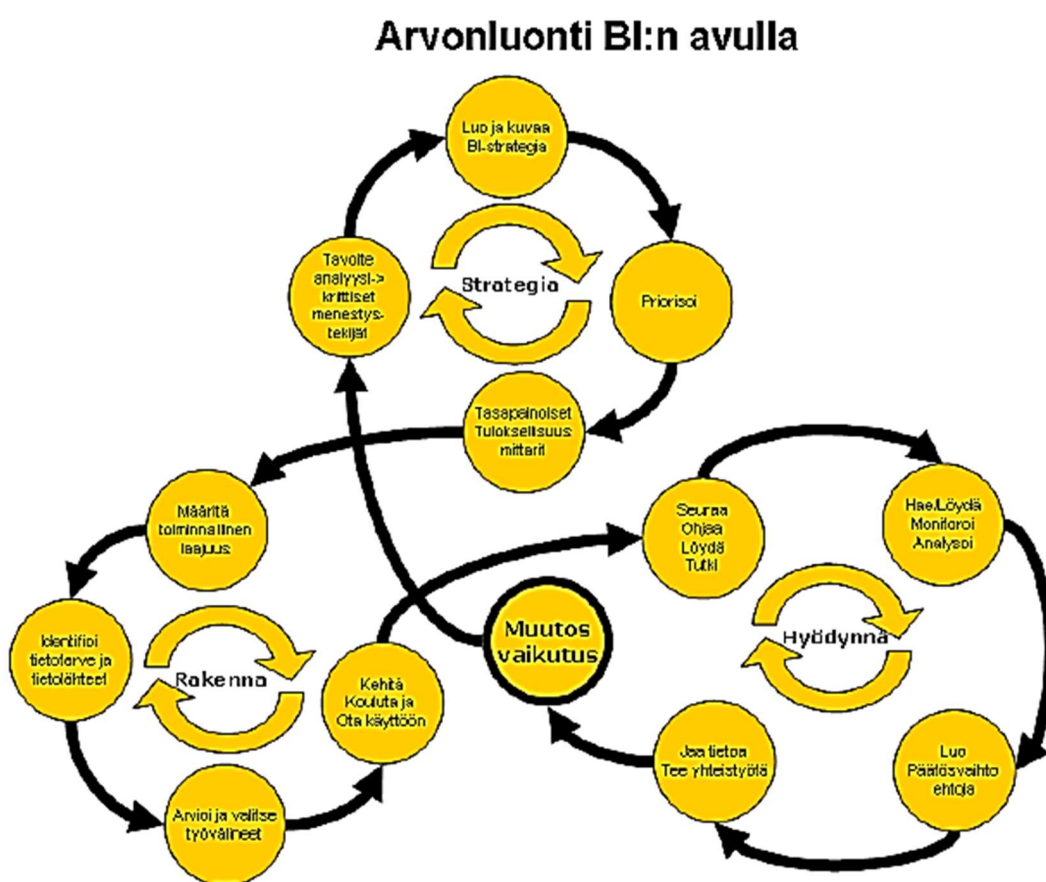 Arvonluonti BI:n avulla
Luo ja kuvaa
BI-strategia
Tavoite
analyysi->
kriittiset
menestys-
tekijät
Strategia
Priorisoi
Tasapainoiset
Tuloksellisuus
mittarit
Määritä
toiminnallinen
laajuus
Identifioi
tietotarve ja
tietolähteet
Rakenna
Arvioi ja valitse
työvälineet
Kehitä
Kouluta ja
Ota käyttöön
Seuraa
Ohjaa
Löydä
Tutki
Hae/Löydä
Monitoroi
Analysoi
Hyödynnä
Luo
Päätösvaihto
ehtoja
Jaa tietoa
Tee yhteistyötä
Muutos
vaikutus